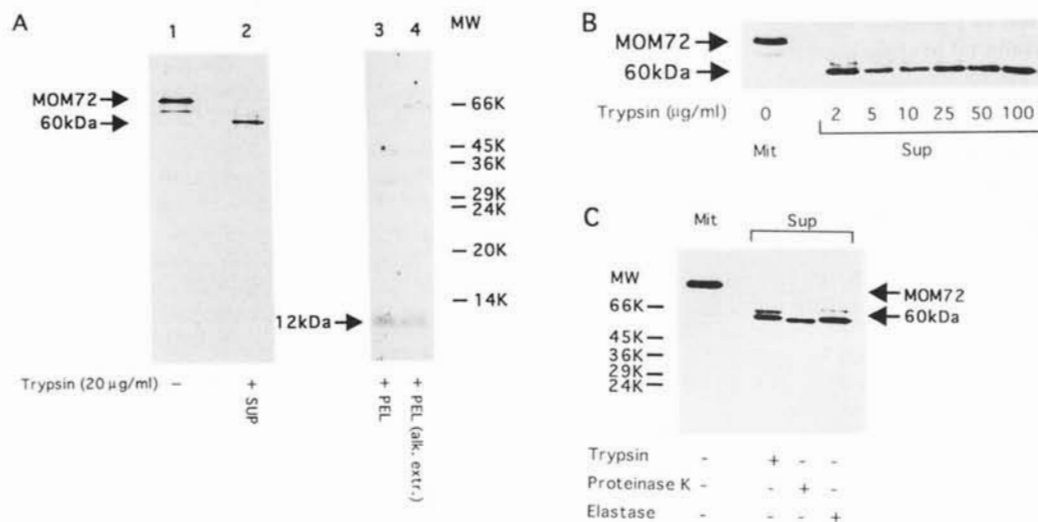 A
1 2 3 4 MW
MOM72
60kDa
66K
45K
36K
29K
24K
20K
14K
12kDa
Trypsin (20 µg/ml) – + + +
SUP
PEL
PEL (alk. extr.)
B
MOM72
60kDa
Trypsin (µg/ml) 0 2 5 10 25 50 100
Mit Sup
C
Mit Sup
MW
66K
45K
36K
29K
24K
MOM72
60kDa
Trypsin - + - -
Proteinase K - - + -
Elastase - - - +